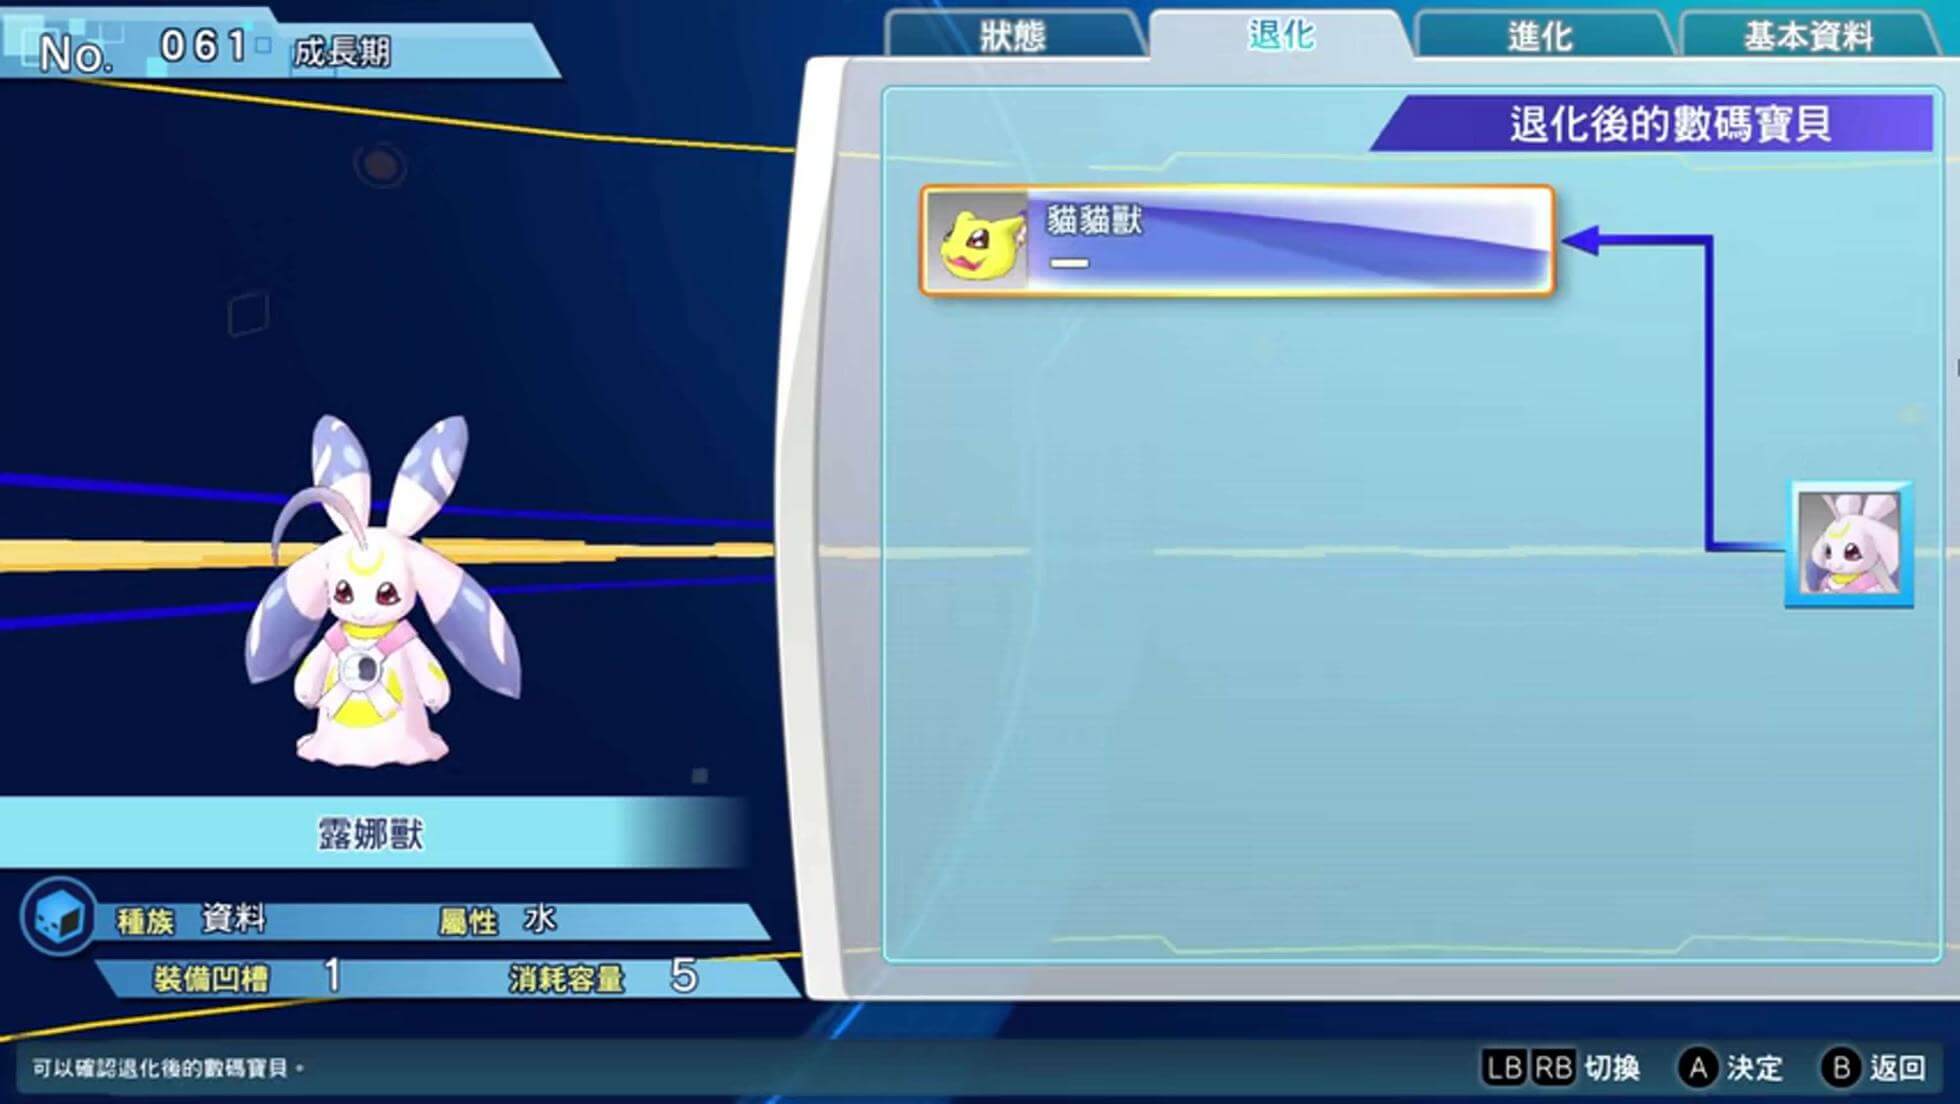 No. 061 成長期
狀態 退化 進化 基本資料
退化後的數碼寶貝
貓貓獸
露娜獸
種族 資料 屬性 水
裝備凹槽 1 消耗容量 5
可以確認退化後的數碼寶貝。
LB RB 切換 A 決定 B 返回